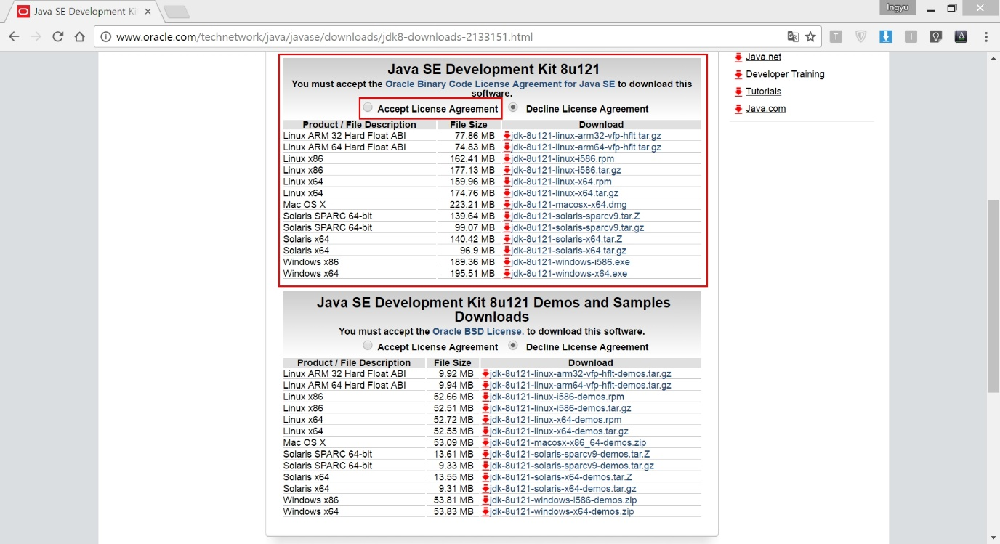 Java SE Development Ki
Ingyu
www.oracle.com/technetwork/java/javase/downloads/jdk8-downloads-2133151.html
Java SE Development Kit 8u121
You must accept the Oracle Binary Code License Agreement for Java SE to download this
software.
Accept License Agreement Decline License Agreement
Product / File Description File Size Download
Linux ARM 32 Hard Float ABI 77.86 MB jdk-8u121-linux-arm32-vfp-hflt.tar.gz
Linux ARM 64 Hard Float ABI 74.83 MB jdk-8u121-linux-arm64-vfp-hflt.tar.gz
Linux x86 162.41 MB jdk-8u121-linux-i586.rpm
Linux x86 177.13 MB jdk-8u121-linux-i586.tar.gz
Linux x64 159.96 MB jdk-8u121-linux-x64.rpm
Linux x64 174.76 MB jdk-8u121-linux-x64.tar.gz
Mac OS X 223.21 MB jdk-8u121-macosx-x64.dmg
Solaris SPARC 64-bit 139.64 MB jdk-8u121-solaris-sparcv9.tar.Z
Solaris SPARC 64-bit 99.07 MB jdk-8u121-solaris-sparcv9.tar.gz
Solaris x64 140.42 MB jdk-8u121-solaris-x64.tar.Z
Solaris x64 96.9 MB jdk-8u121-solaris-x64.tar.gz
Windows x86 189.36 MB jdk-8u121-windows-i586.exe
Windows x64 195.51 MB jdk-8u121-windows-x64.exe
Java SE Development Kit 8u121 Demos and Samples
Downloads
You must accept the Oracle BSD License. to download this software.
Accept License Agreement Decline License Agreement
Product / File Description File Size Download
Linux ARM 32 Hard Float ABI 9.92 MB jdk-8u121-linux-arm32-vfp-hflt-demos.tar.gz
Linux ARM 64 Hard Float ABI 9.94 MB jdk-8u121-linux-arm64-vfp-hflt-demos.tar.gz
Linux x86 52.66 MB jdk-8u121-linux-i586-demos.rpm
Linux x86 52.51 MB jdk-8u121-linux-i586-demos.tar.gz
Linux x64 52.72 MB jdk-8u121-linux-x64-demos.rpm
Linux x64 52.55 MB jdk-8u121-linux-x64-demos.tar.gz
Mac OS X 53.09 MB jdk-8u121-macosx-x86_64-demos.zip
Solaris SPARC 64-bit 13.61 MB jdk-8u121-solaris-sparcv9-demos.tar.Z
Solaris SPARC 64-bit 9.33 MB jdk-8u121-solaris-sparcv9-demos.tar.gz
Solaris x64 13.55 MB jdk-8u121-solaris-x64-demos.tar.Z
Solaris x64 9.31 MB jdk-8u121-solaris-x64-demos.tar.gz
Windows x86 53.81 MB jdk-8u121-windows-i586-demos.zip
Windows x64 53.83 MB jdk-8u121-windows-x64-demos.zip
Java.net
Developer Training
Tutorials
Java.com